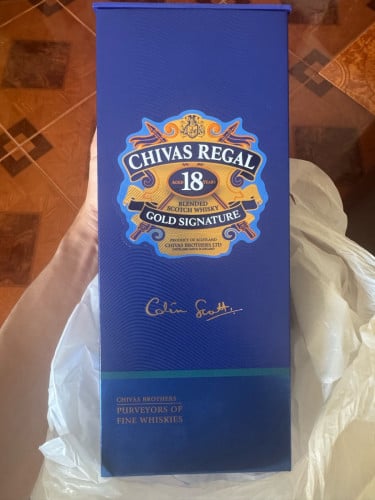 CHIVAS REGAL
AGED 18 YEARS
BLENDED
SCOTCH WHISKY
GOLD SIGNATURE
PRODUCT OF SCOTLAND
CHIVAS BROTHERS LTD
Colin Scott
CHIVAS BROTHERS
PURVEYORS OF
FINE WHISKIES